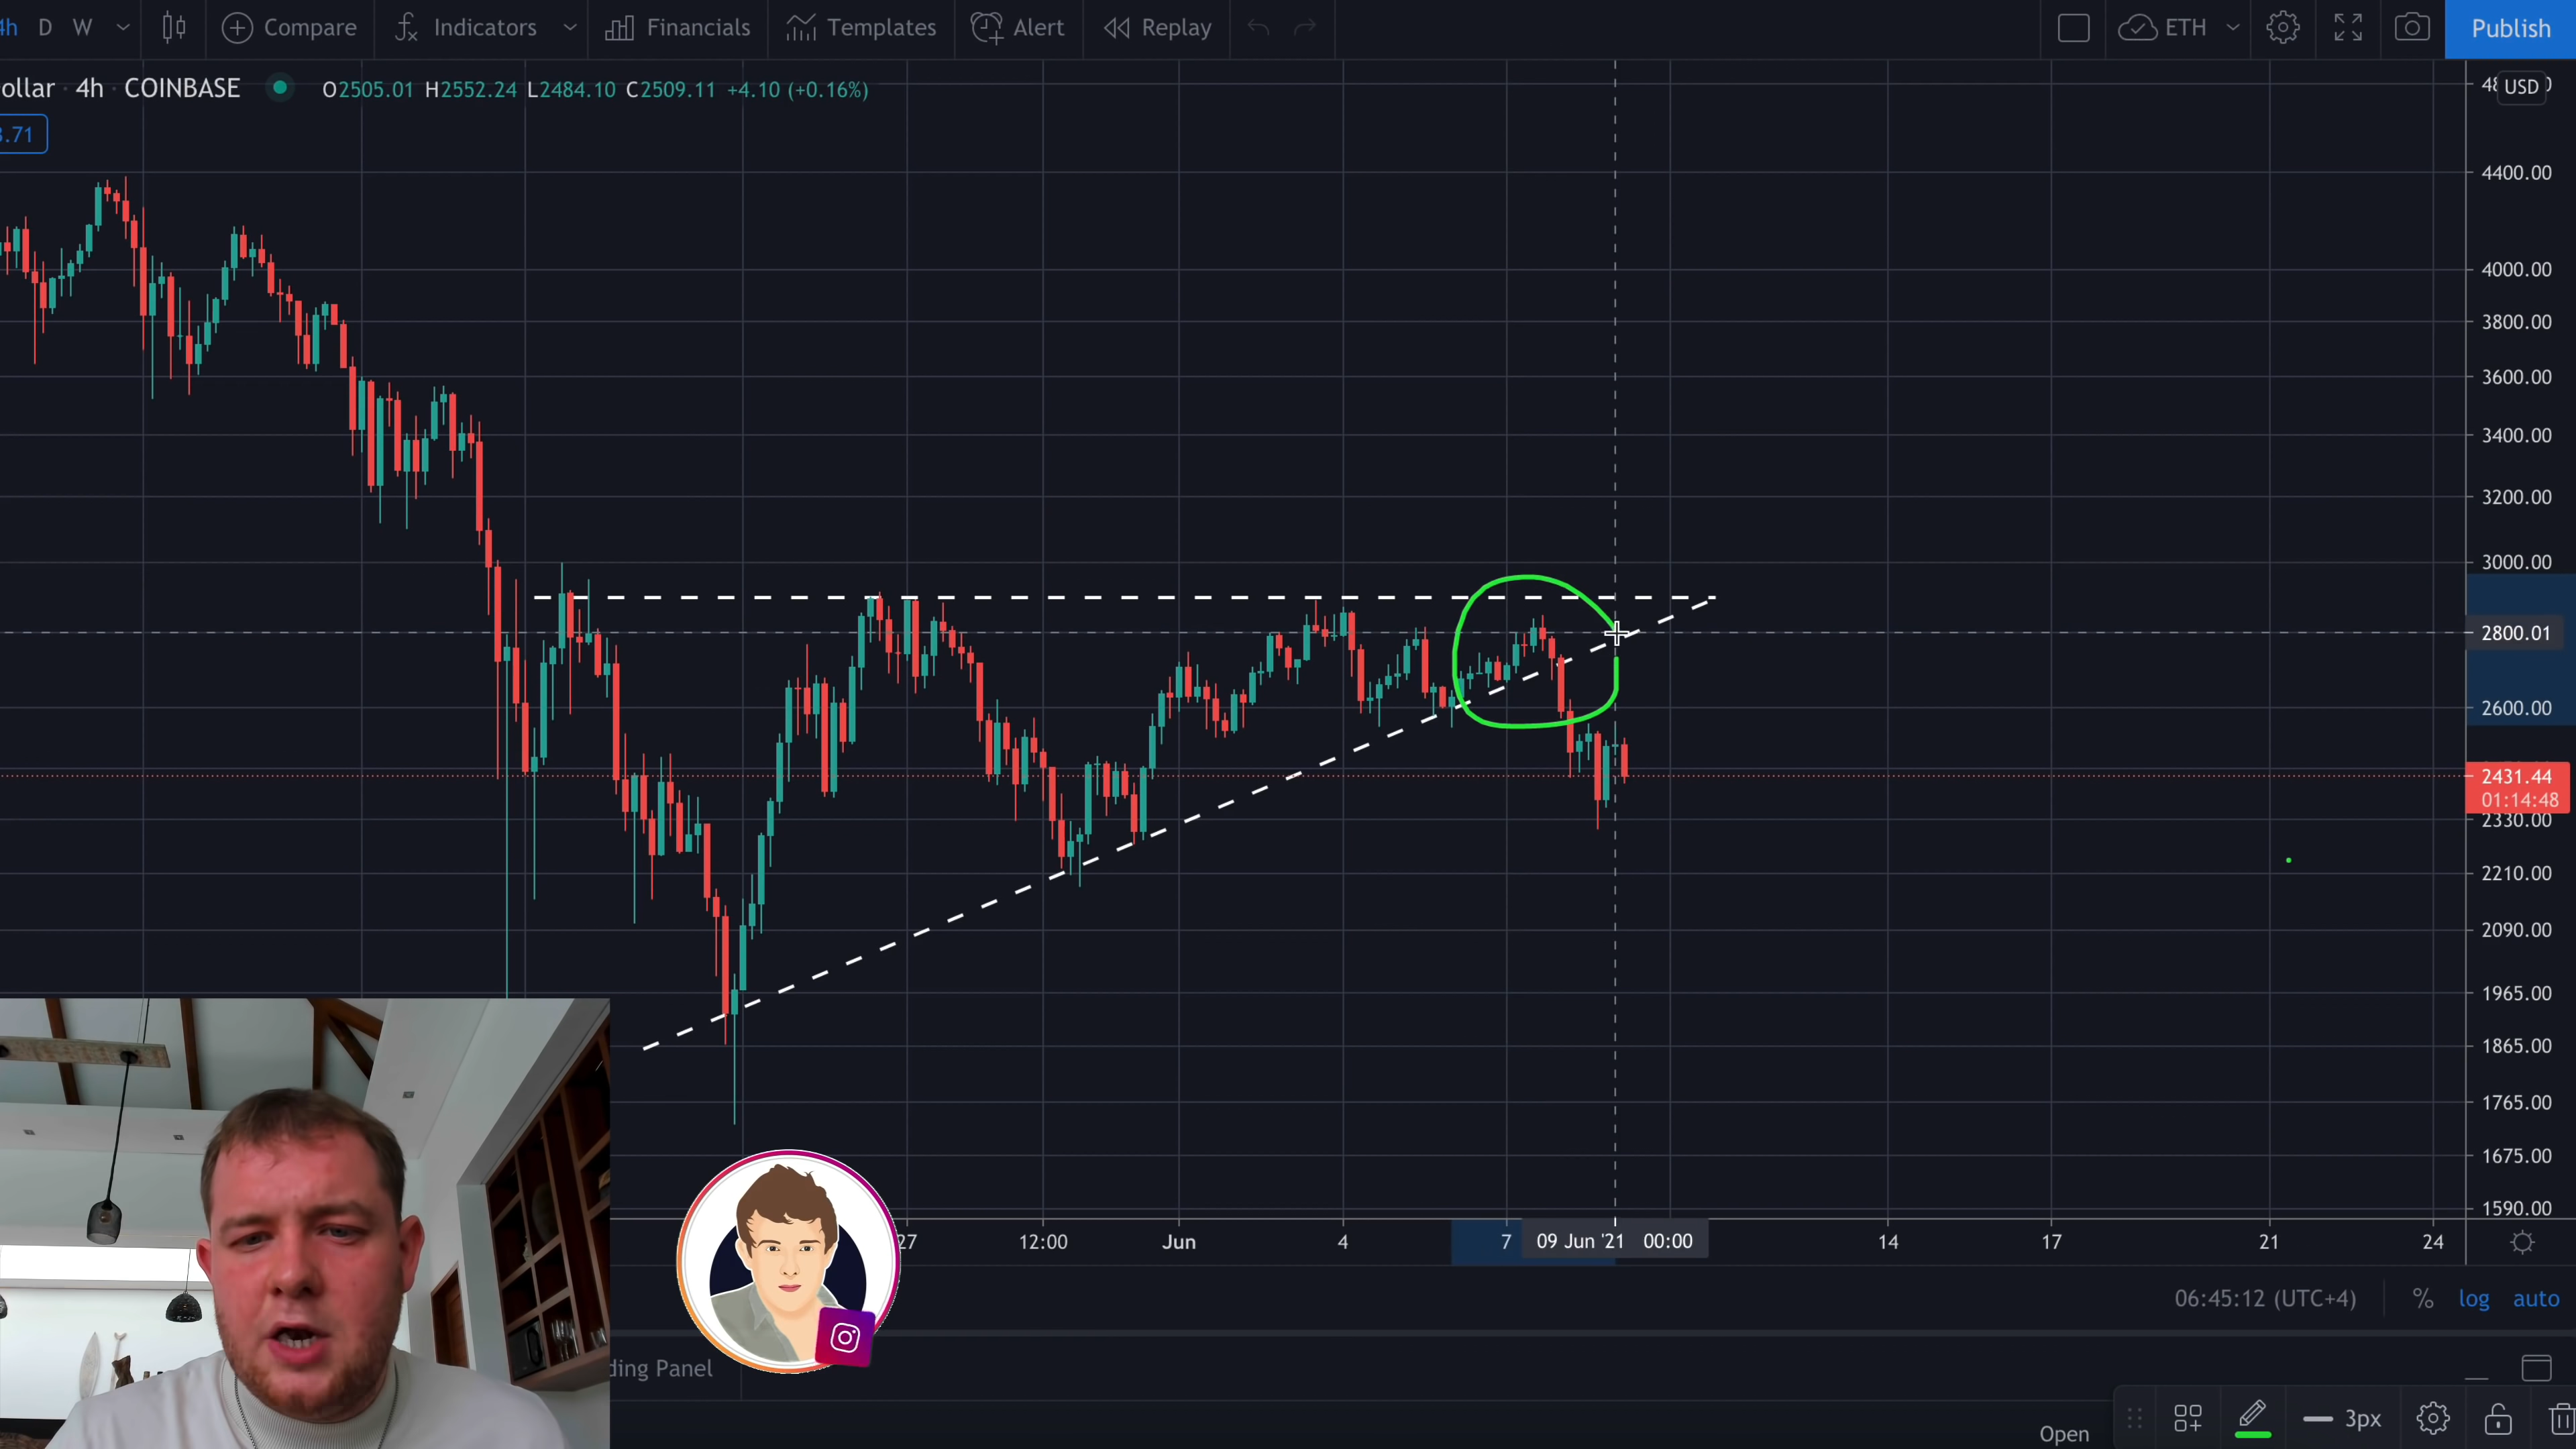 4h D W Compare Indicators Financials Templates Alert Replay ETH Publish
ollar · 4h · COINBASE O2505.01 H2552.24 L2484.10 C2509.11 +4.10 (+0.16%)
USD
3.71
4400.00
4000.00
3800.00
3600.00
3400.00
3200.00
3000.00
2800.01
2600.00
2431.44
01:14:48
2330.00
2210.00
2090.00
1965.00
1865.00
1765.00
1675.00
1590.00
27 12:00 Jun 4 7 09 Jun '21 00:00 14 17 21 24
06:45:12 (UTC+4) % log auto
ding Panel
3px
Open